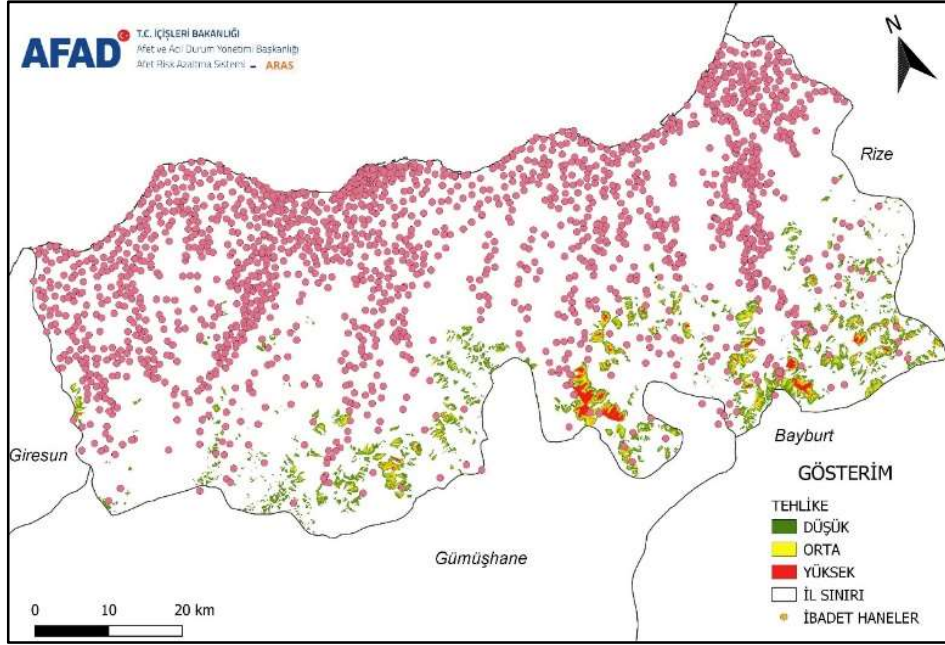 AFAD
T.C. İÇİŞLERİ BAKANLIĞI
Afet ve Acil Durum Yönetimi Başkanlığı
Afet Risk Azaltma Sistemi - ARAS
N
Rize
Giresun
Bayburt
Gümüşhane
GÖSTERİM
TEHLİKE
DÜŞÜK
ORTA
YÜKSEK
İL SINIRI
İBADET HANELER
0 10 20 km